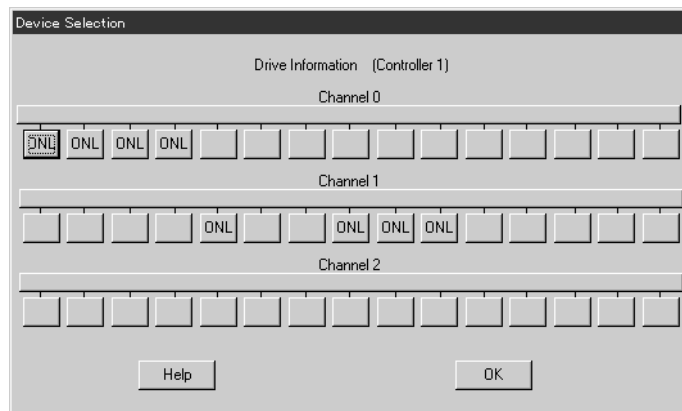 Device Selection
Drive Information (Controller 1)
Channel 0
ONL ONL ONL ONL
Channel 1
ONL ONL ONL ONL
Channel 2
Help OK